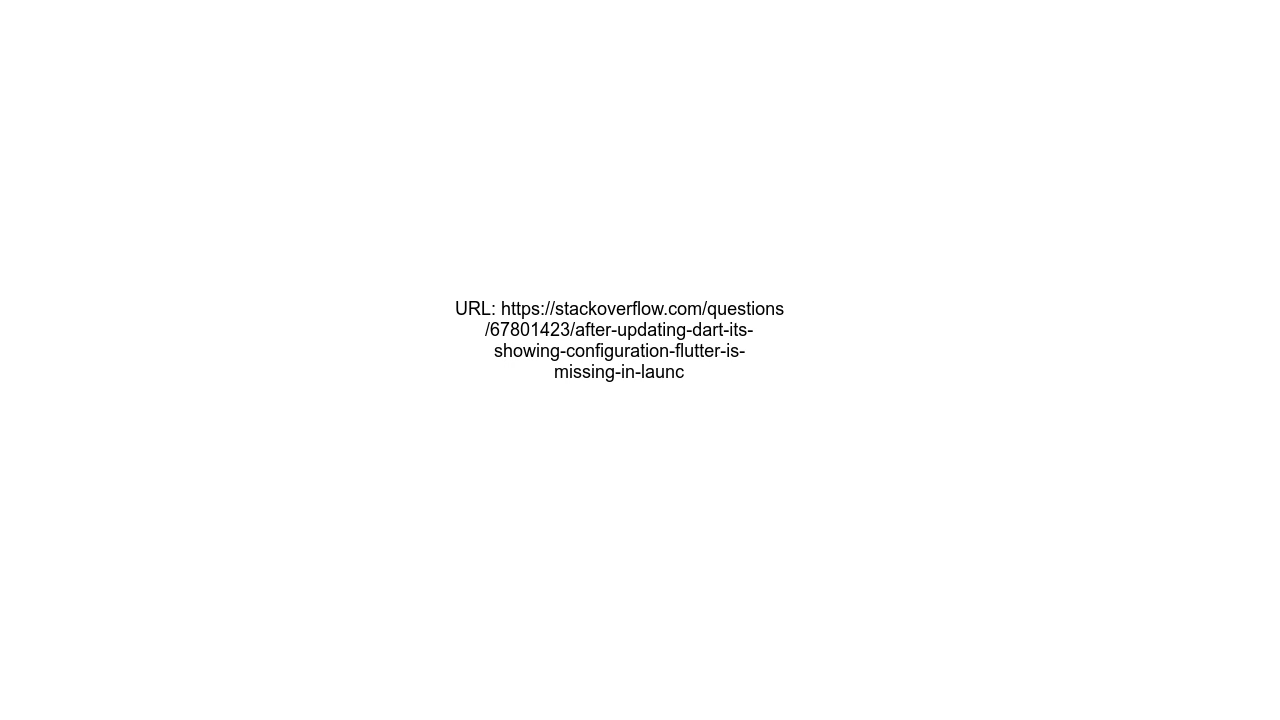 URL: https://stackoverflow.com/questions
/67801423/after-updating-dart-its-
showing-configuration-flutter-is-
missing-in-launc